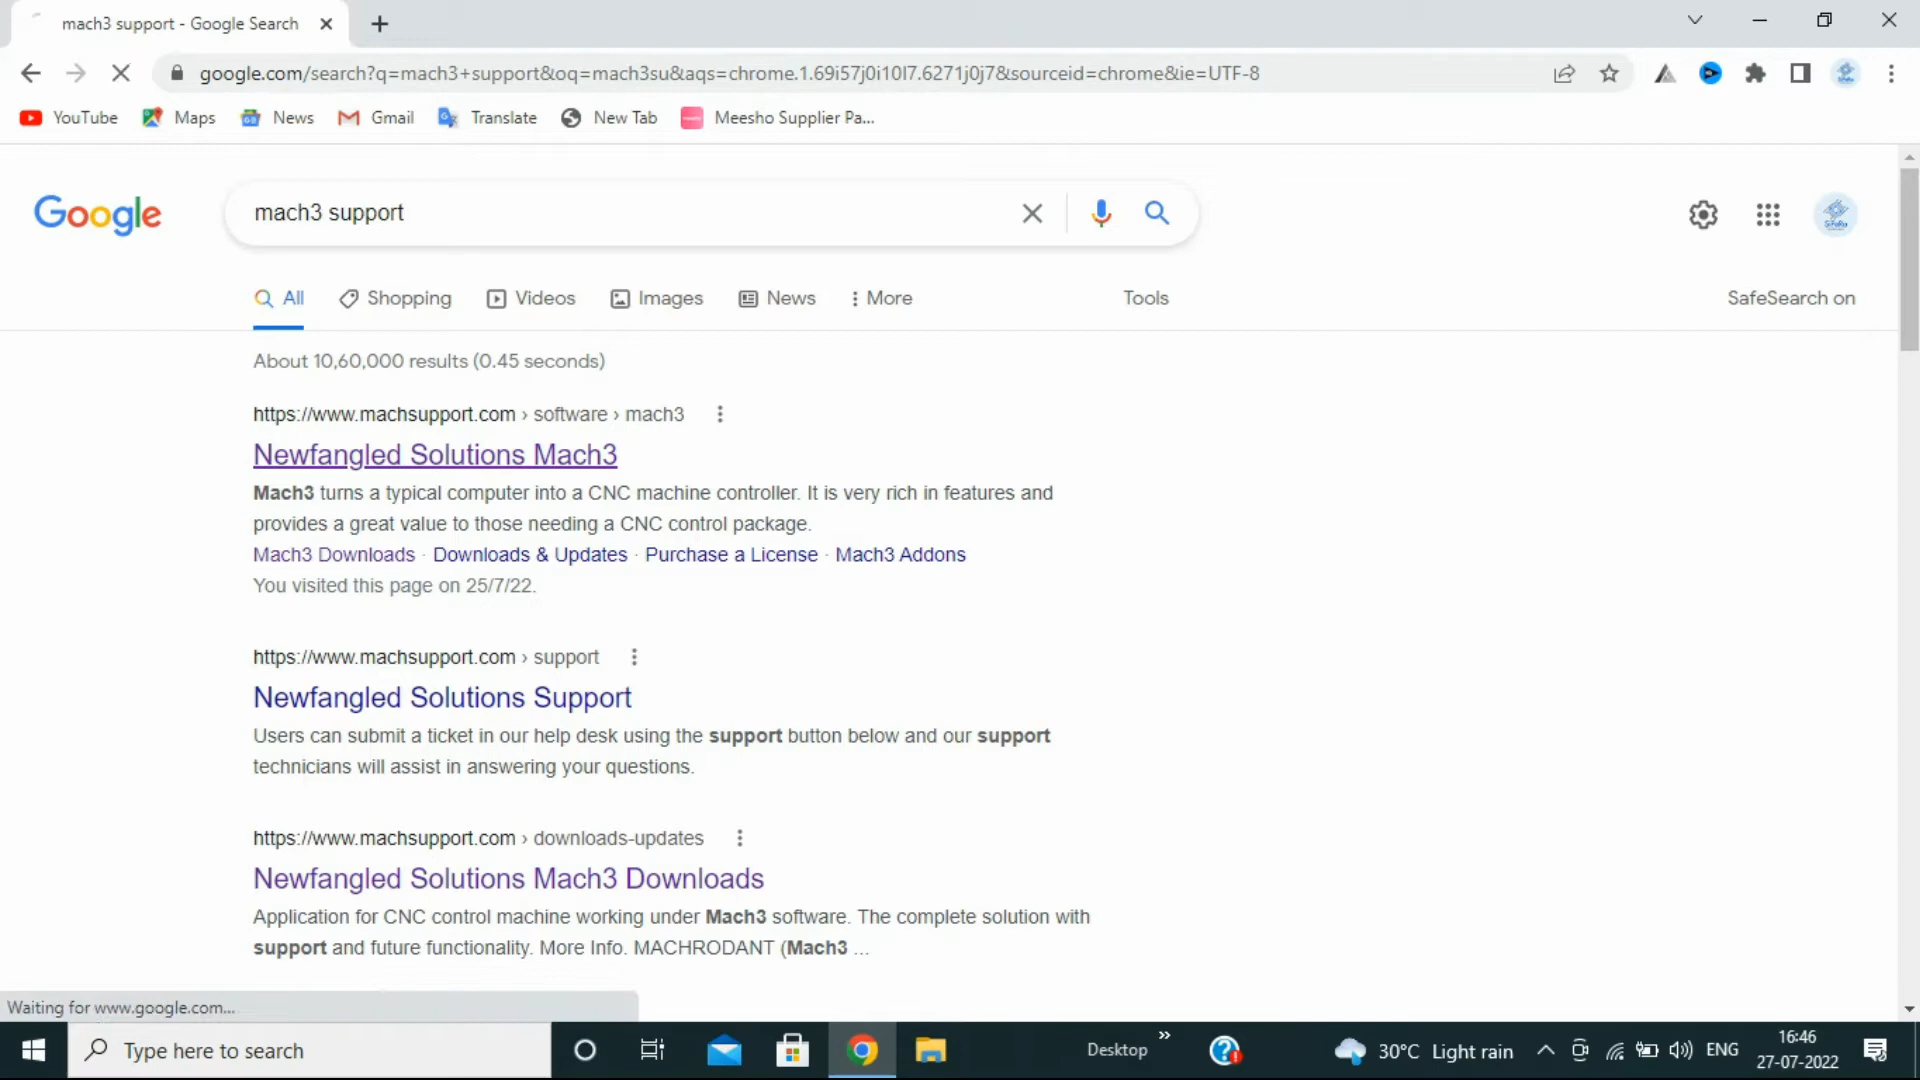 mach3 support - Google Search
google.com/search?q=mach3+support&oq=mach3su&aqs=chrome.1.69i57j0i10l7.6271j0j7&sourceid=chrome&ie=UTF-8
YouTube Maps News Gmail Translate New Tab Meesho Supplier Pa...
Google
mach3 support
All Shopping Videos Images News More Tools SafeSearch on
About 10,60,000 results (0.45 seconds)
https://www.machsupport.com › software › mach3
Newfangled Solutions Mach3
Mach3 turns a typical computer into a CNC machine controller. It is very rich in features and
provides a great value to those needing a CNC control package.
Mach3 Downloads · Downloads & Updates · Purchase a License · Mach3 Addons
You visited this page on 25/7/22.
https://www.machsupport.com › support
Newfangled Solutions Support
Users can submit a ticket in our help desk using the support button below and our support
technicians will assist in answering your questions.
https://www.machsupport.com › downloads-updates
Newfangled Solutions Mach3 Downloads
Application for CNC control machine working under Mach3 software. The complete solution with
support and future functionality. More Info. MACHRODANT (Mach3 ...
Waiting for www.google.com...
Type here to search
Desktop
30°C Light rain
ENG
16:46
27-07-2022